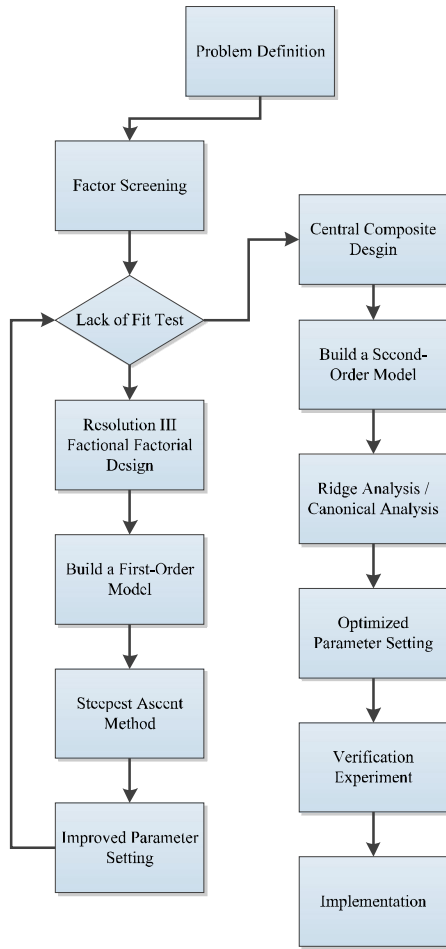 Problem Definition
Factor Screening
Lack of Fit Test
Resolution III
Factional Factorial
Design
Build a First-Order
Model
Steepest Ascent
Method
Improved Parameter
Setting
Central Composite
Desgin
Build a Second-
Order Model
Ridge Analysis /
Canonical Analysis
Optimized
Parameter Setting
Verification
Experiment
Implementation